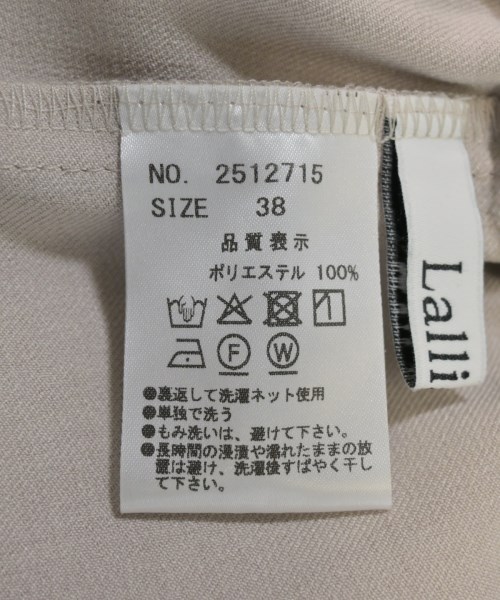 NO. 2512715
SIZE 38
品質表示
ポリエステル 100%
F W
●裏返して洗濯ネット使用
●単独で洗う
●もみ洗いは、避けて下さい。
●長時間の浸漬や濡れたままの放
置は避け、洗濯後すばやく干し
て下さい。
Lalli